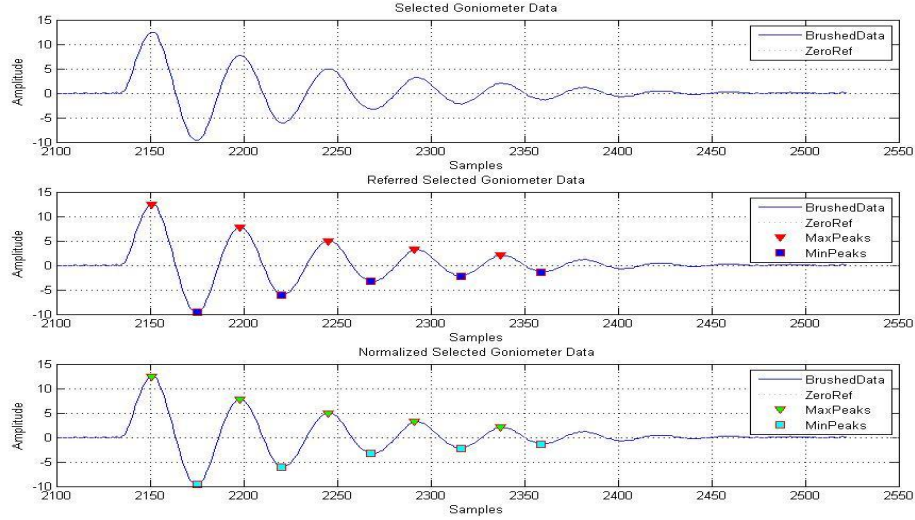 Selected Goniometer Data
15
10
5
0
-5
-10
Amplitude
BrushedData
ZeroRef
2100 2150 2200 2250 2300 2350 2400 2450 2500 2550
Samples
Referred Selected Goniometer Data
15
10
5
0
-5
-10
Amplitude
BrushedData
ZeroRef
MaxPeaks
MinPeaks
2100 2150 2200 2250 2300 2350 2400 2450 2500 2550
Samples
Normalized Selected Goniometer Data
15
10
5
0
-5
-10
Amplitude
BrushedData
ZeroRef
MaxPeaks
MinPeaks
2100 2150 2200 2250 2300 2350 2400 2450 2500 2550
Samples